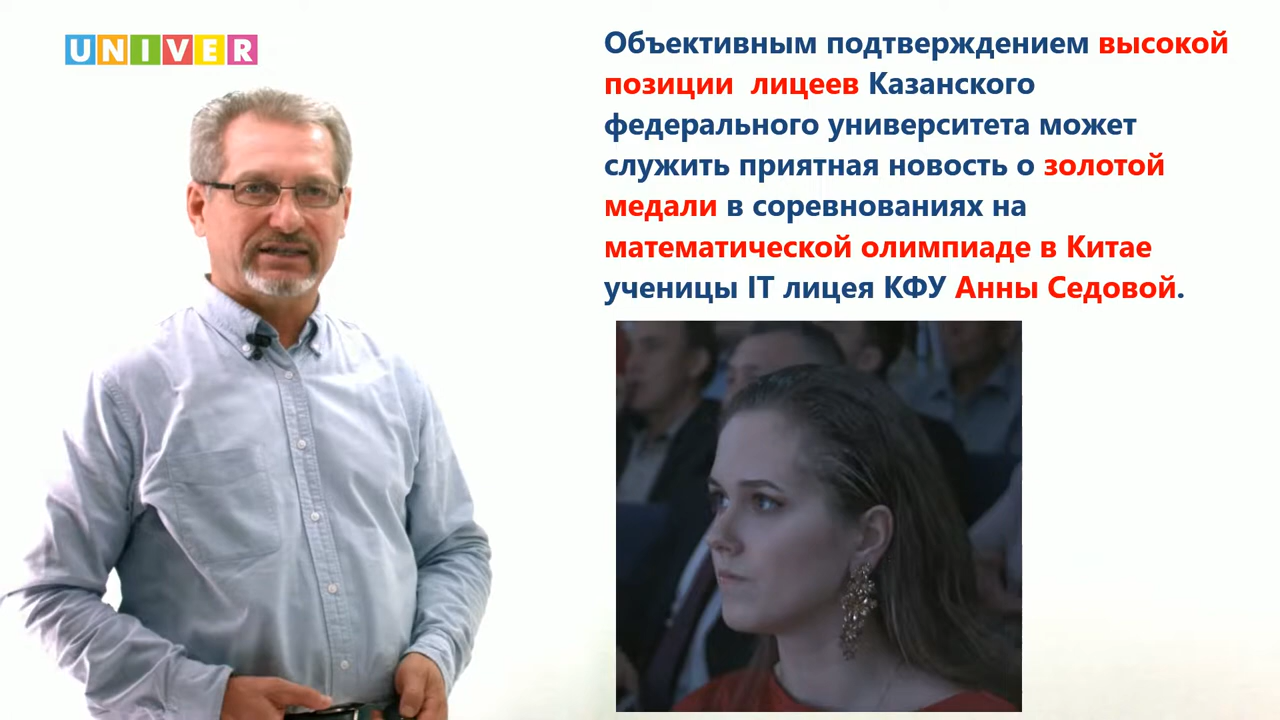 UNIVER
Объективным подтверждением высокой
позиции лицеев Казанского
федерального университета может
служить приятная новость о золотой
медали в соревнованиях на
математической олимпиаде в Китае
ученицы IT лицея КФУ Анны Седовой.